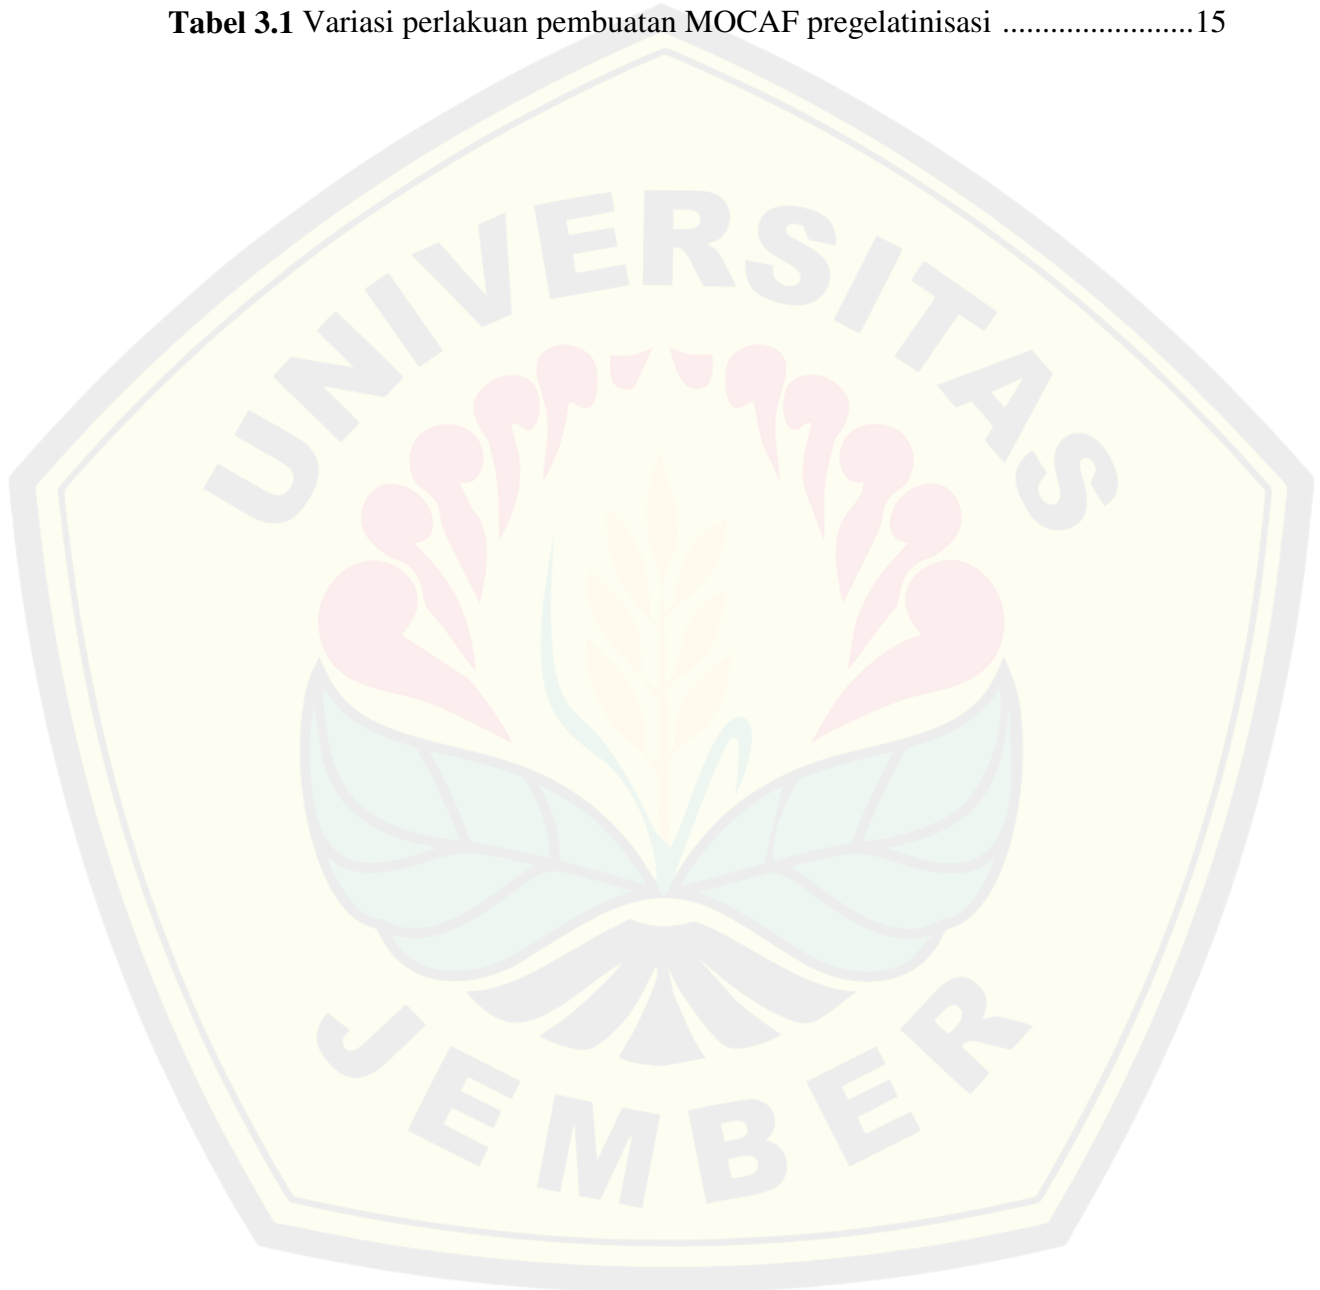 Tabel 3.1 Variasi perlakuan pembuatan MOCAF pregelatinisasi ........................15
UNIVERSITAS
JEMBER